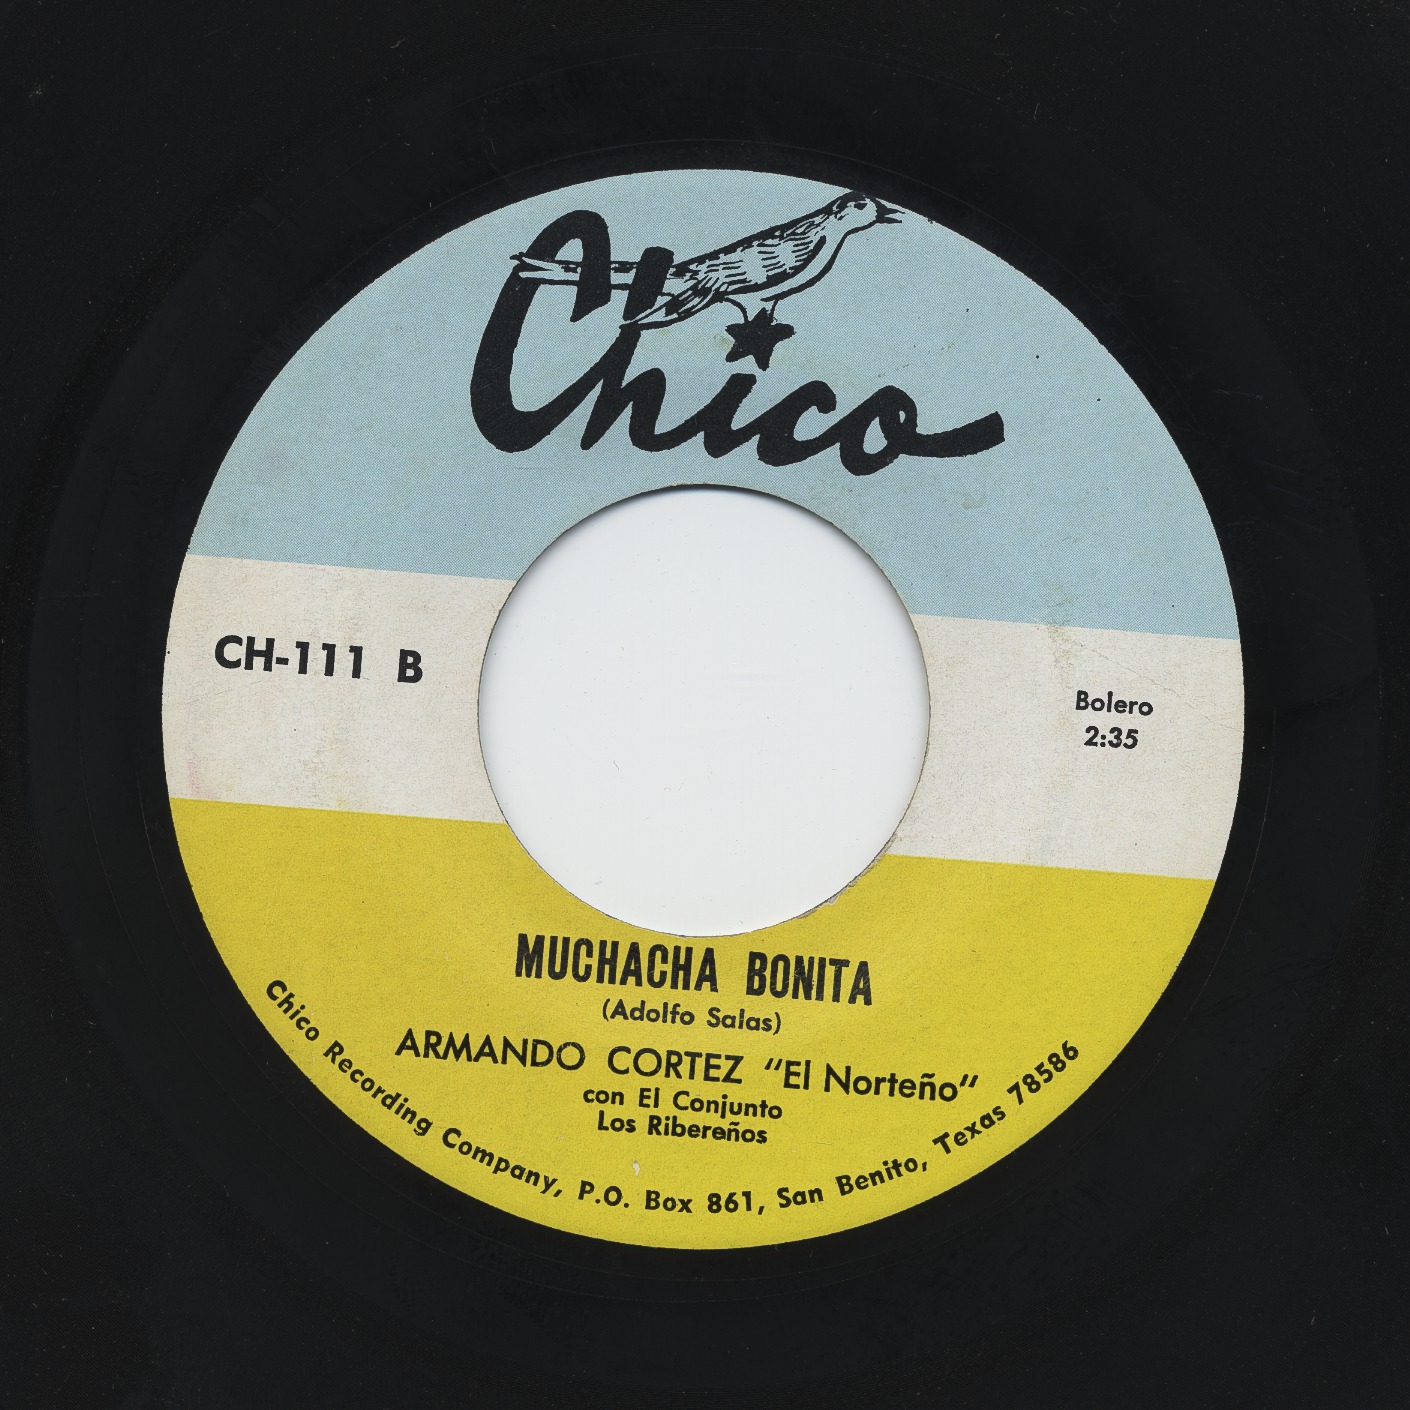 Chico
CH-111 B
Bolero
2:35
MUCHACHA BONITA
(Adolfo Salas)
ARMANDO CORTEZ "El Norteño"
con El Conjunto
Los Ribereños
Chico Recording Company, P.O. Box 861, San Benito, Texas 78586